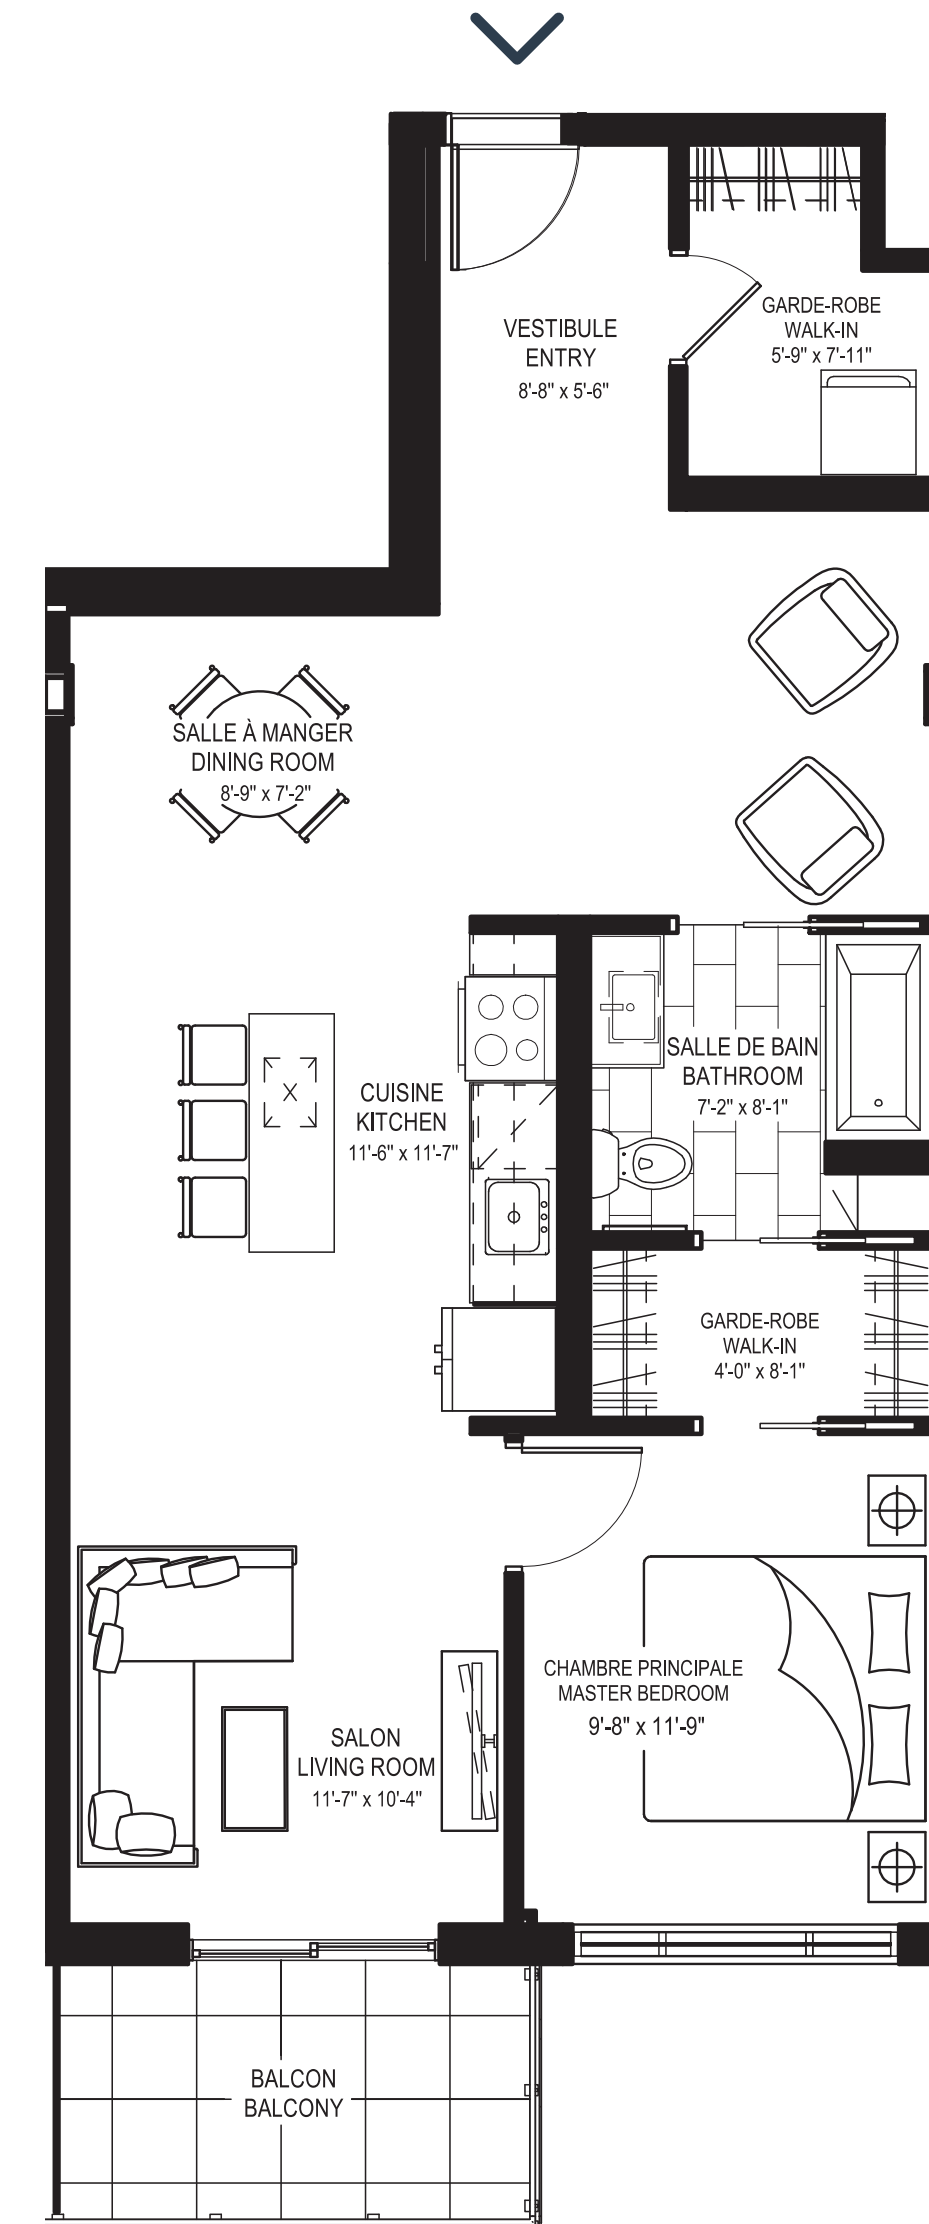 GARDE-ROBE
WALK-IN
5'-9" x 7'-11"
VESTIBULE
ENTRY
8'-8" x 5'-6"
SALLE À MANGER
DINING ROOM
8'-9" x 7'-2"
SALLE DE BAIN
BATHROOM
7'-2" x 8'-1"
CUISINE
KITCHEN
11'-6" x 11'-7"
GARDE-ROBE
WALK-IN
4'-0" x 8'-1"
CHAMBRE PRINCIPALE
MASTER BEDROOM
9'-8" x 11'-9"
SALON
LIVING ROOM
11'-7" x 10'-4"
BALCON
BALCONY